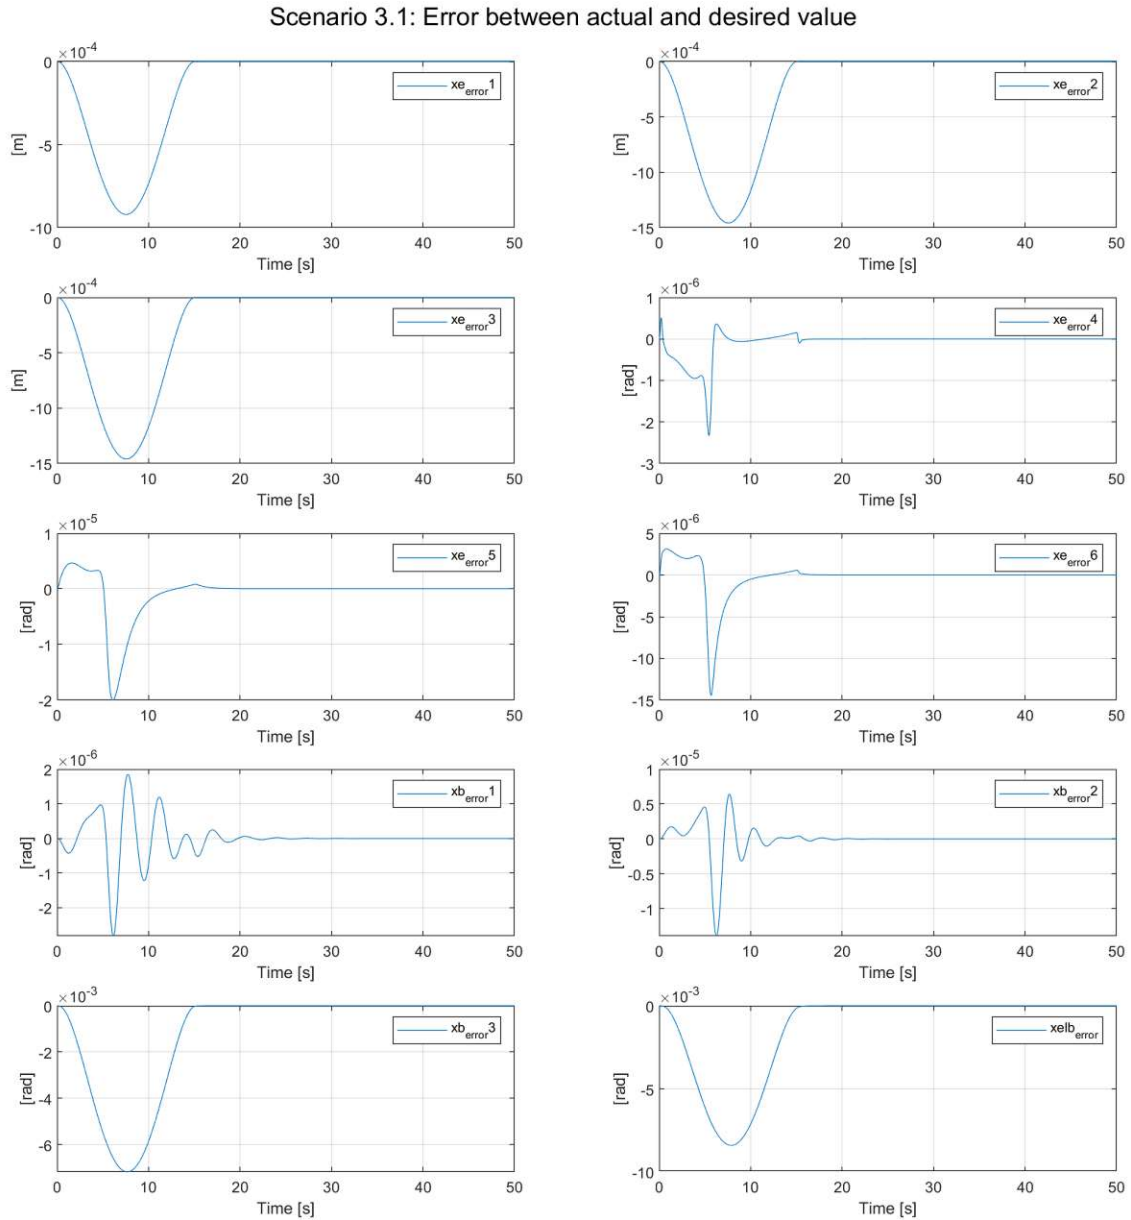 Scenario 3.1: Error between actual and desired value
×10⁻⁴
0
-5
-10
[m]
xe_error1
0 10 20 30 40 50
Time [s]
×10⁻⁴
0
-5
-10
-15
[m]
xe_error2
0 10 20 30 40 50
Time [s]
×10⁻⁴
0
-5
-10
-15
[m]
xe_error3
0 10 20 30 40 50
Time [s]
×10⁻⁶
1
0
-1
-2
-3
[rad]
xe_error4
0 10 20 30 40 50
Time [s]
×10⁻⁵
1
0
-1
-2
[rad]
xe_error5
0 10 20 30 40 50
Time [s]
×10⁻⁶
5
0
-5
-10
-15
[rad]
xe_error6
0 10 20 30 40 50
Time [s]
×10⁻⁶
2
1
0
-1
-2
[rad]
xb_error1
0 10 20 30 40 50
Time [s]
×10⁻⁵
1
0.5
0
-0.5
-1
[rad]
xb_error2
0 10 20 30 40 50
Time [s]
×10⁻³
0
-2
-4
-6
[rad]
xb_error3
0 10 20 30 40 50
Time [s]
×10⁻³
0
-5
-10
[rad]
xelb_error
0 10 20 30 40 50
Time [s]